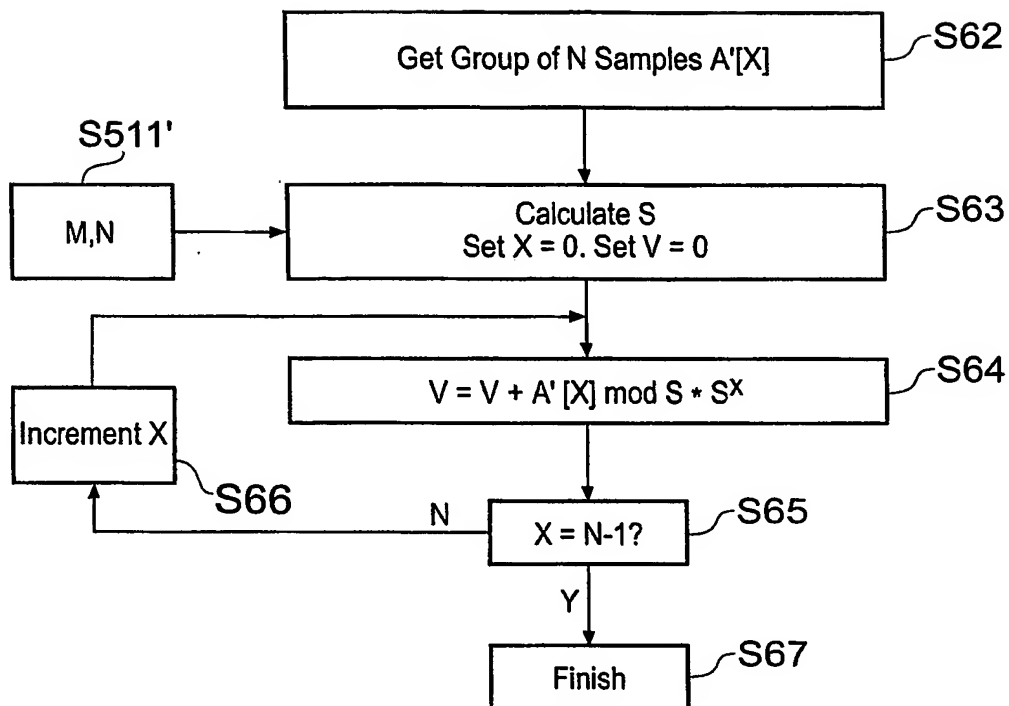 Get Group of N Samples A'[X]
S62
S511'
M,N
Calculate S
Set X = 0. Set V = 0
S63
V = V + A' [X] mod S * S^X
S64
Increment X
S66
N
X = N-1?
S65
Y
Finish
S67